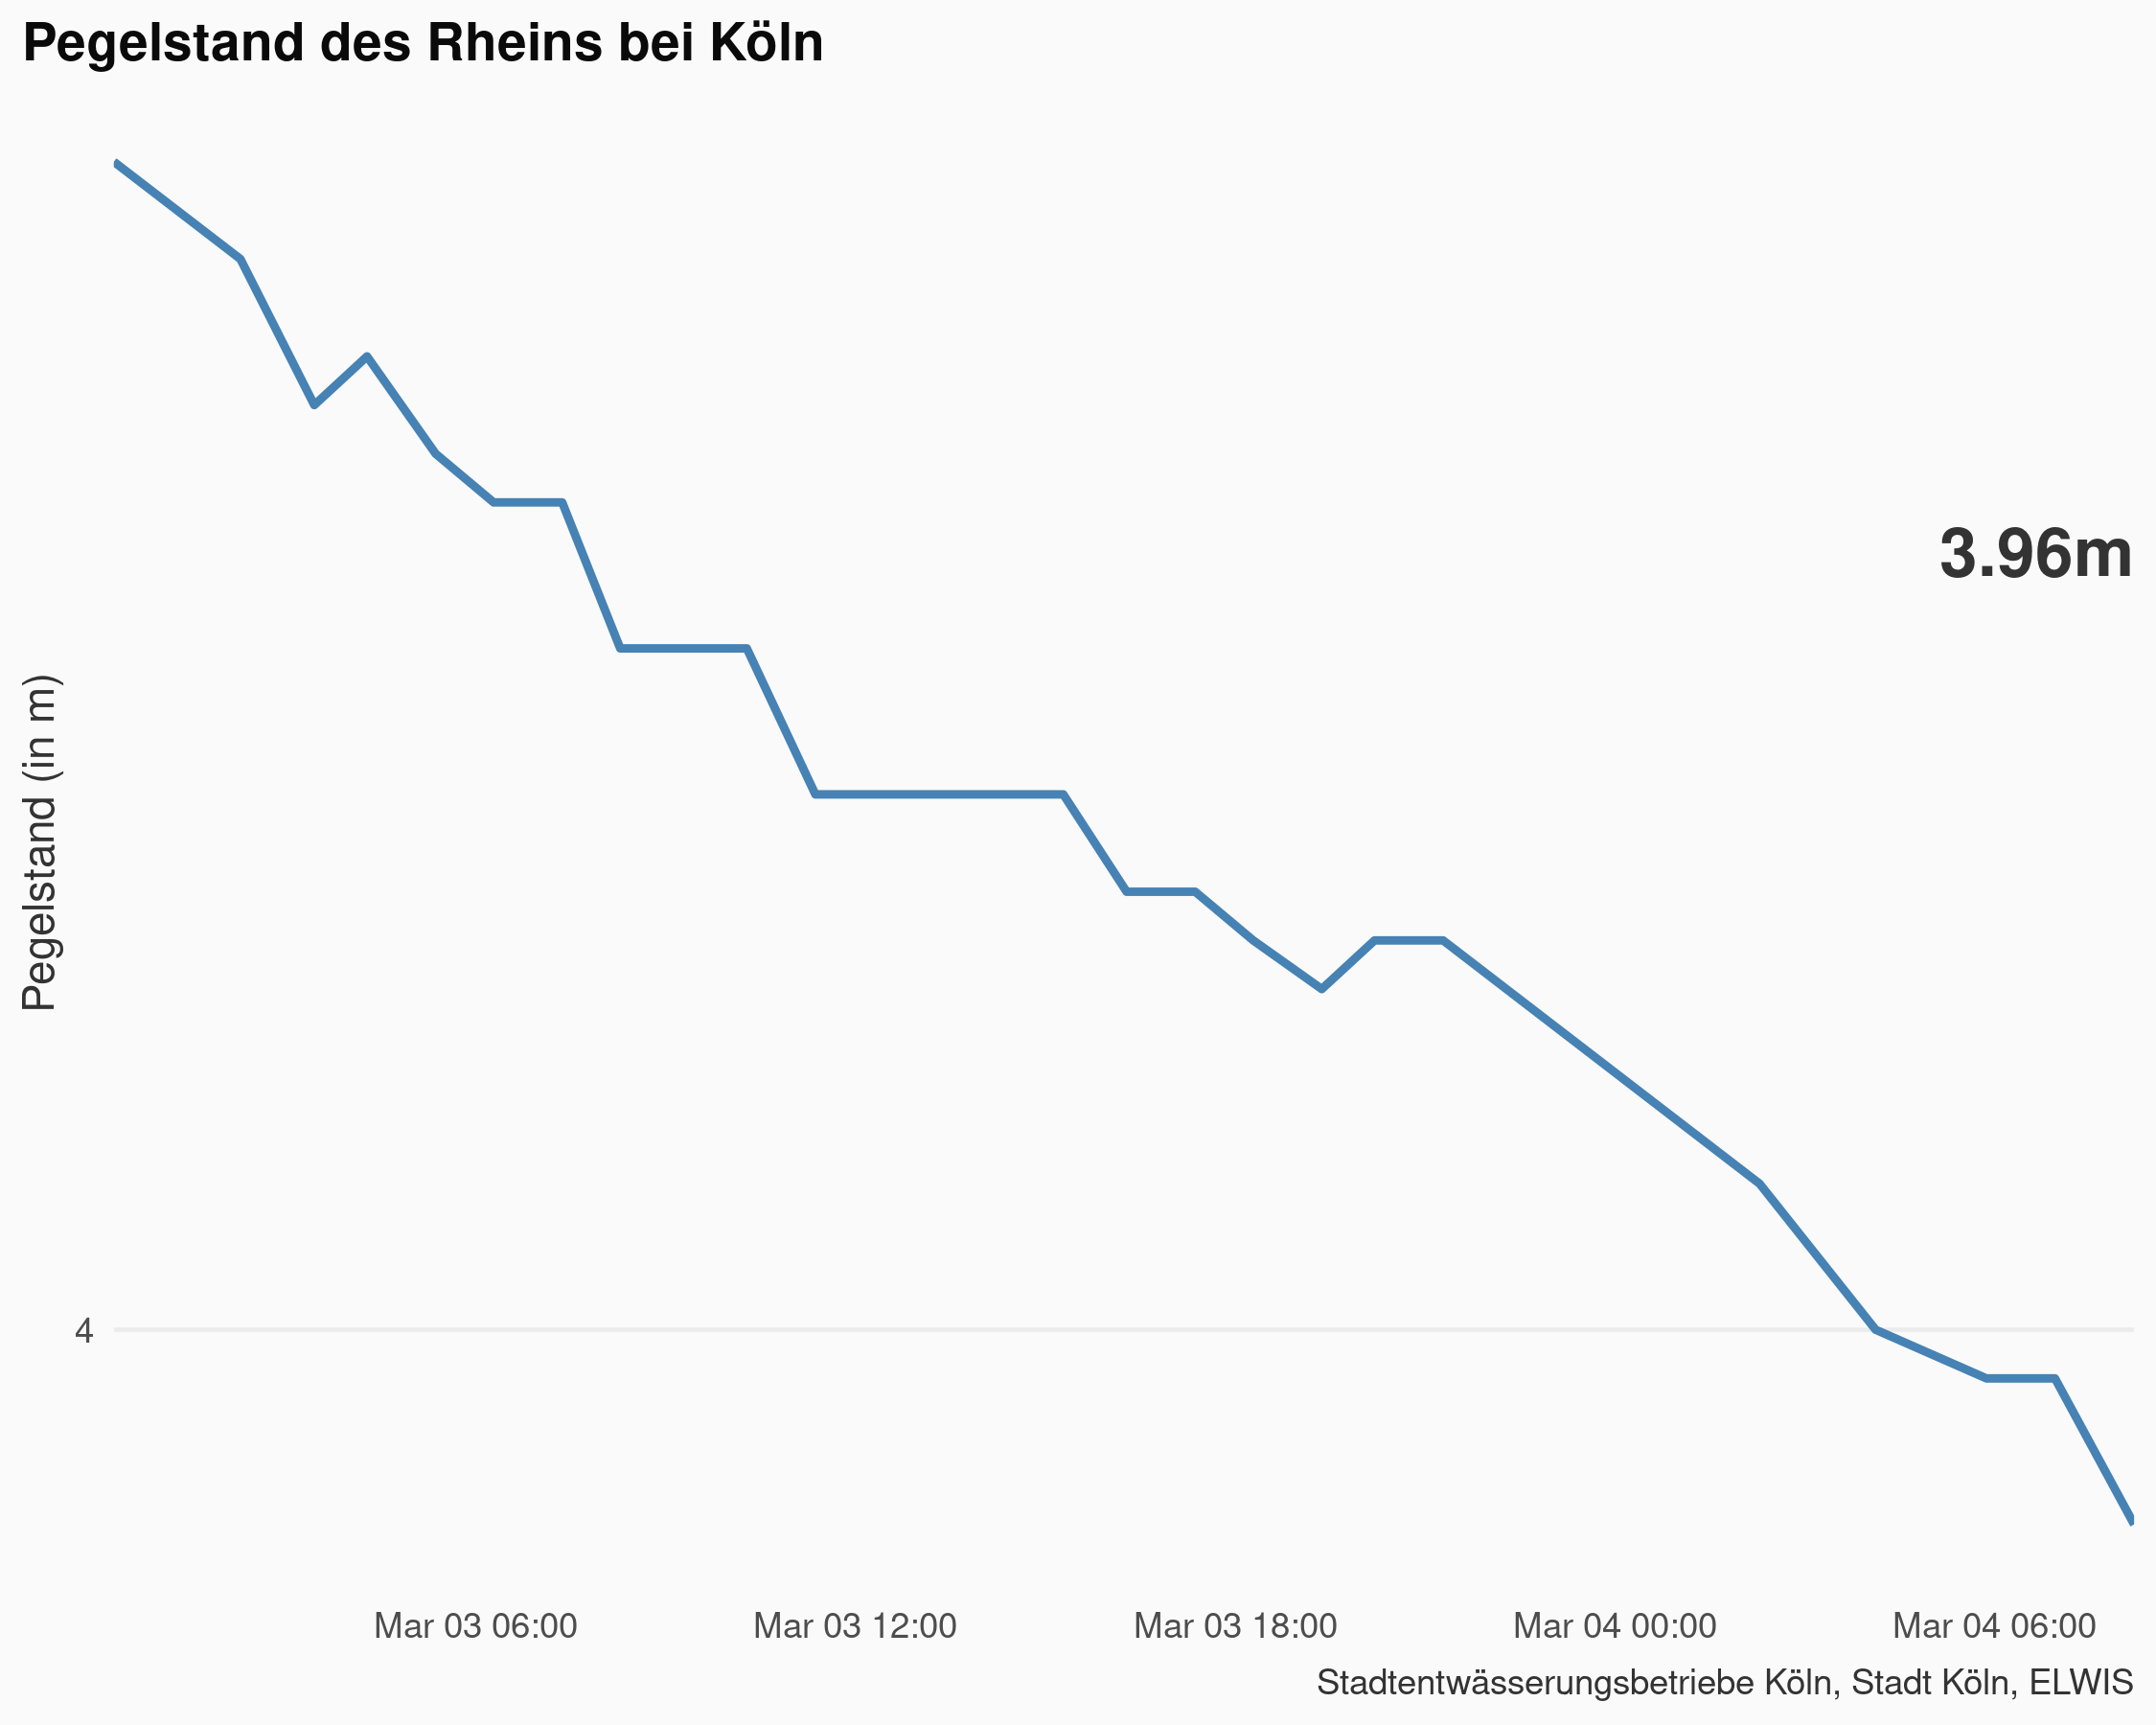 Pegelstand des Rheins bei Köln
3.96m
Pegelstand (in m)
4
Mar 03 06:00
Mar 03 12:00
Mar 03 18:00
Mar 04 00:00
Mar 04 06:00
Stadtentwässerungsbetriebe Köln, Stadt Köln, ELWIS